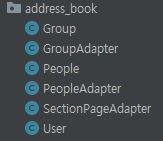 address_book
C Group
C GroupAdapter
C People
C PeopleAdapter
C SectionPageAdapter
C User